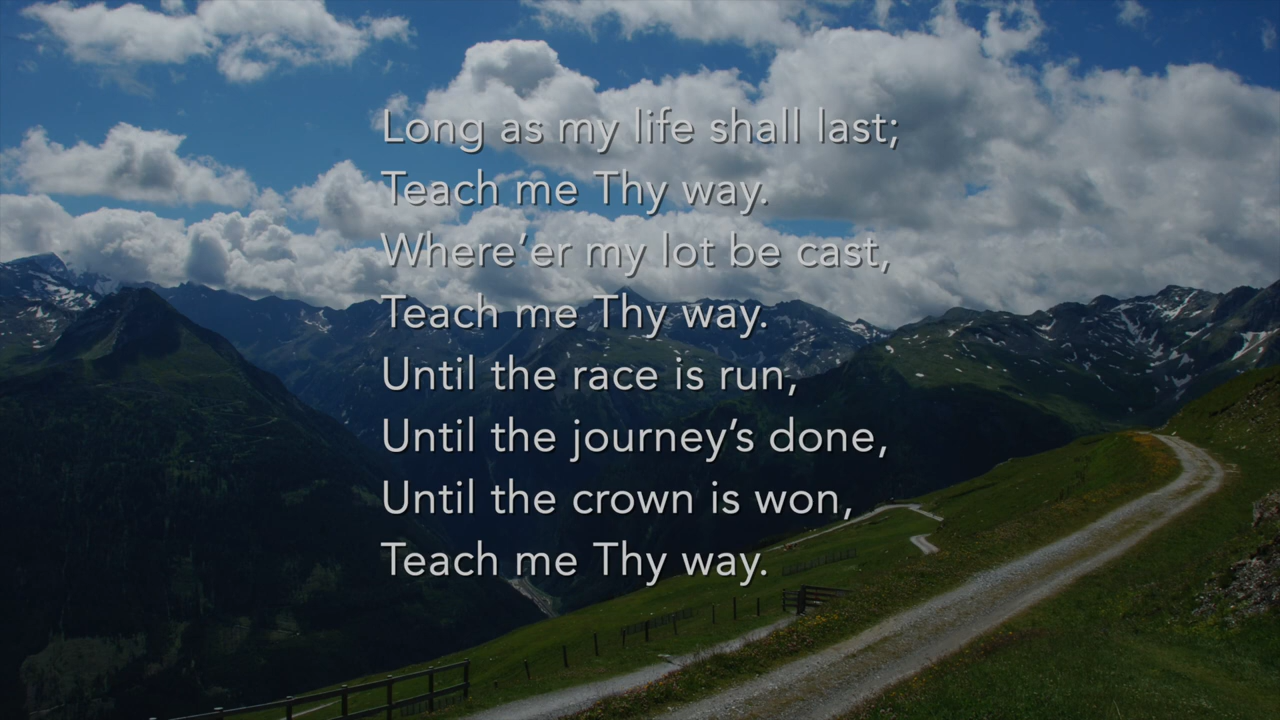 Long as my life shall last;
Teach me Thy way.
Where’er my lot be cast,
Teach me Thy way.
Until the race is run,
Until the journey’s done,
Until the crown is won,
Teach me Thy way.